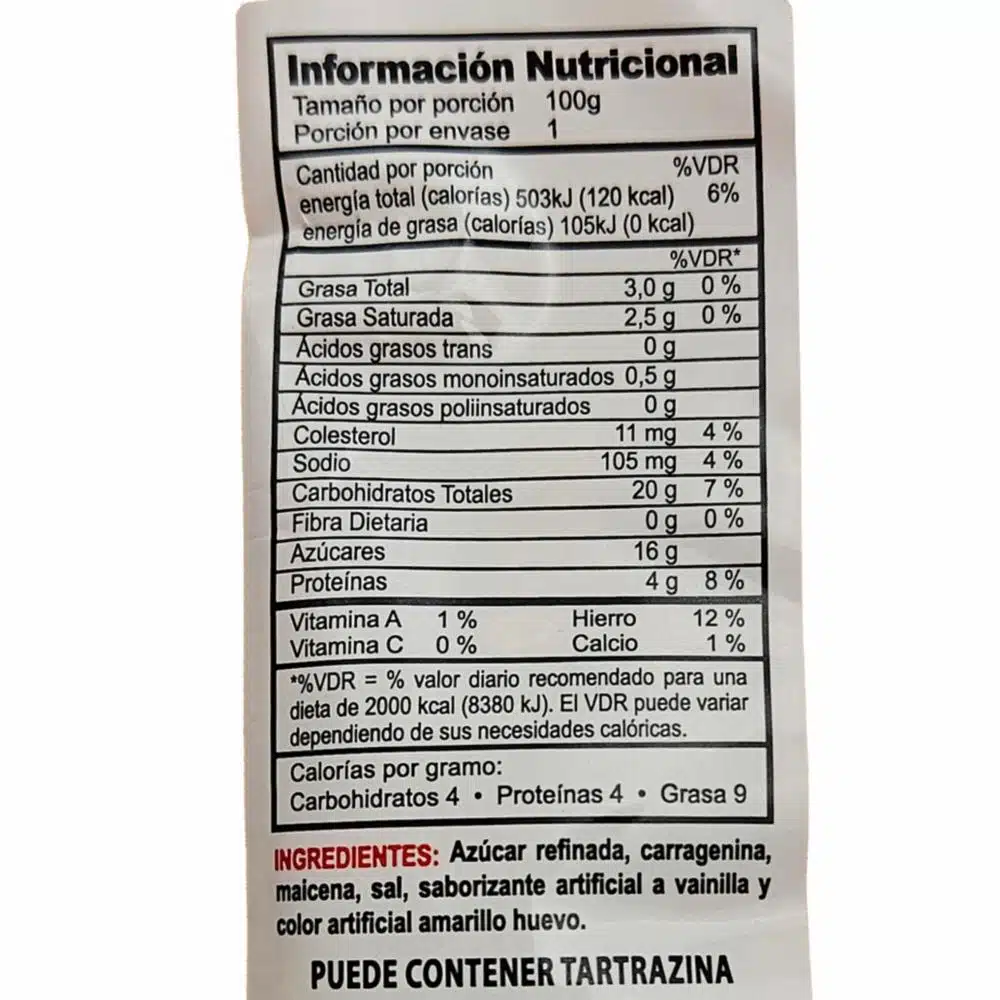 Información Nutricional
Tamaño por porción 100g
Porción por envase 1
Cantidad por porción %VDR
energía total (calorías) 503kJ (120 kcal) 6%
energía de grasa (calorías) 105kJ (0 kcal)
%VDR*
Grasa Total 3,0 g 0 %
Grasa Saturada 2,5 g 0 %
Ácidos grasos trans 0 g
Ácidos grasos monoinsaturados 0,5 g
Ácidos grasos poliinsaturados 0 g
Colesterol 11 mg 4 %
Sodio 105 mg 4 %
Carbohidratos Totales 20 g 7 %
Fibra Dietaria 0 g 0 %
Azúcares 16 g
Proteínas 4 g 8 %
Vitamina A 1 % Hierro 12 %
Vitamina C 0 % Calcio 1 %
*%VDR = % valor diario recomendado para una
dieta de 2000 kcal (8380 kJ). El VDR puede variar
dependiendo de sus necesidades calóricas.
Calorías por gramo:
Carbohidratos 4 • Proteínas 4 • Grasa 9
INGREDIENTES: Azúcar refinada, carragenina,
maicena, sal, saborizante artificial a vainilla y
color artificial amarillo huevo.
PUEDE CONTENER TARTRAZINA